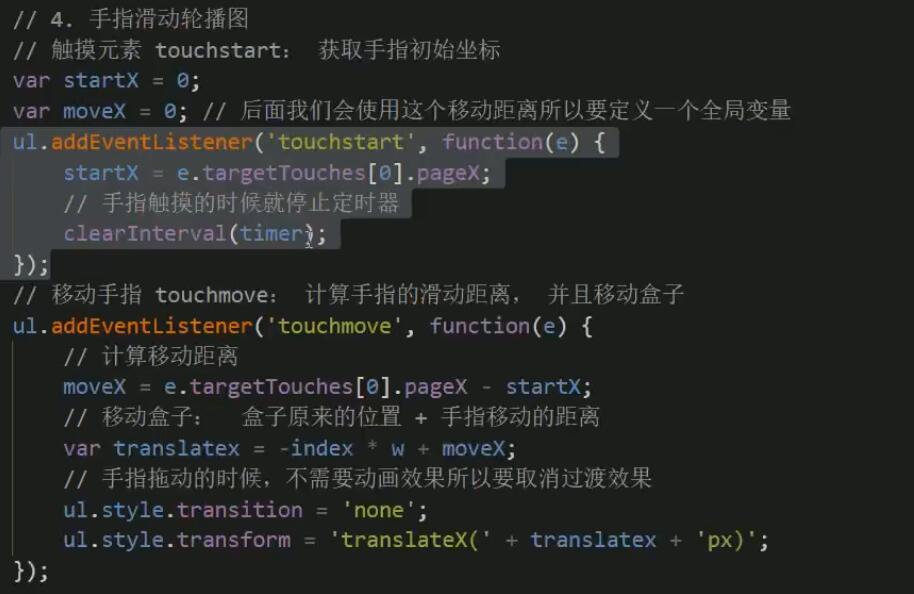 // 4. 手指滑动轮播图
// 触摸元素 touchstart： 获取手指初始坐标
var startX = 0;
var moveX = 0; // 后面我们会使用这个移动距离所以要定义一个全局变量
ul.addEventListener('touchstart', function(e) {
startX = e.targetTouches[0].pageX;
// 手指触摸的时候就停止定时器
clearInterval(timer);
});
// 移动手指 touchmove： 计算手指的滑动距离， 并且移动盒子
ul.addEventListener('touchmove', function(e) {
// 计算移动距离
moveX = e.targetTouches[0].pageX - startX;
// 移动盒子： 盒子原来的位置 + 手指移动的距离
var translatex = -index * w + moveX;
// 手指拖动的时候，不需要动画效果所以要取消过渡效果
ul.style.transition = 'none';
ul.style.transform = 'translateX(' + translatex + 'px)';
});